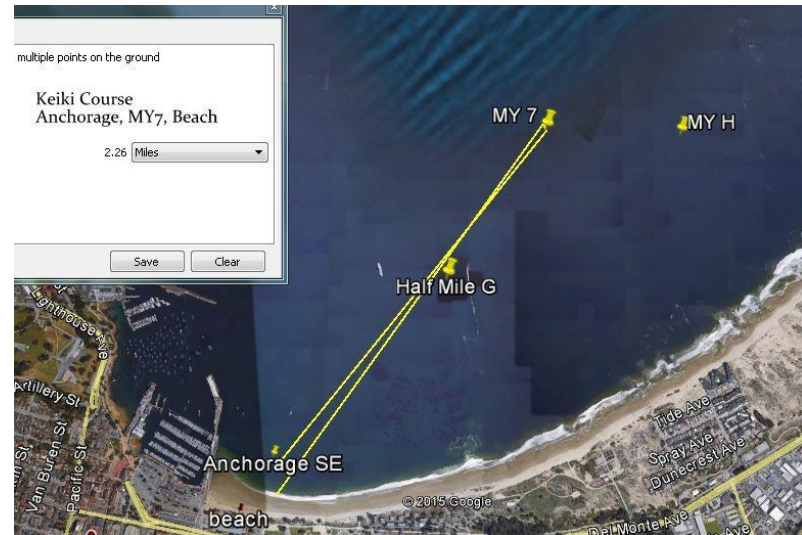 multiple points on the ground
Keiki Course
Anchorage, MY7, Beach
2.26 Miles
Save Clear
MY 7
MY H
Half Mile G
Anchorage SE
beach
Lighthouse Ave
Artillery St
Van Buren St
Pacific St
Tide Ave
Spray Ave
Dunecrest Ave
Del Monte Ave
© 2015 Google